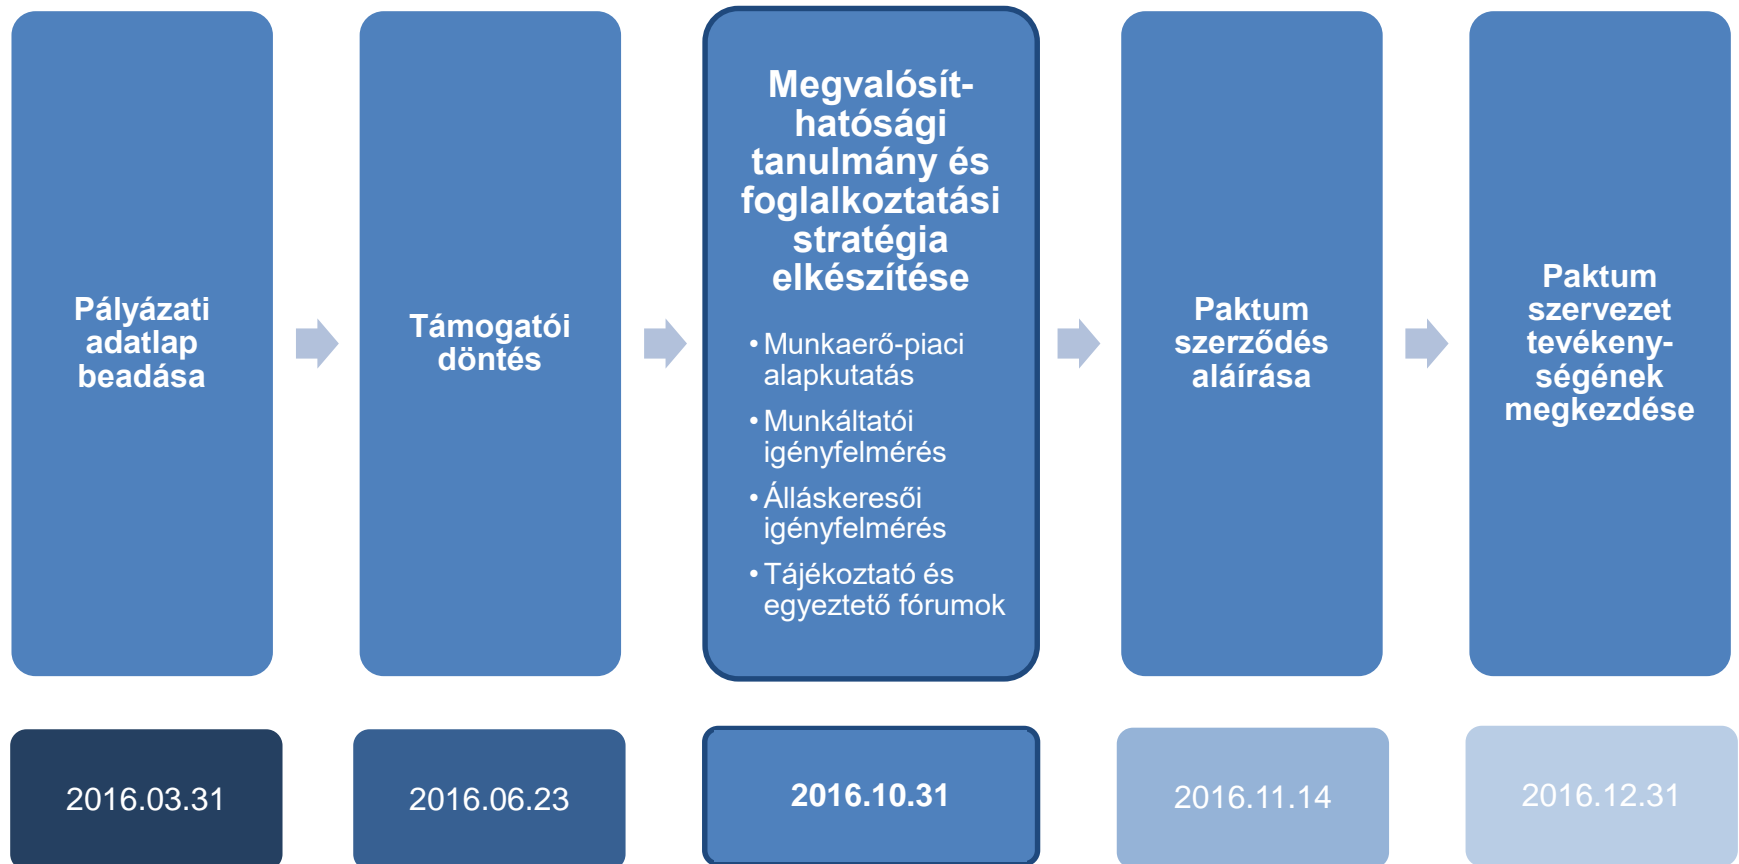 Pályázati
adatlap
beadása
Támogatói
döntés
Megvalósít-
hatósági
tanulmány és
foglalkoztatási
stratégia
elkészítése
• Munkaerő-piaci
alapkutatás
• Munkáltatói
igényfelmérés
• Álláskeresői
igényfelmérés
• Tájékoztató és
egyeztető fórumok
Paktum
szerződés
aláírása
Paktum
szervezet
tevékeny-
ségének
megkezdése
2016.03.31
2016.06.23
2016.10.31
2016.11.14
2016.12.31